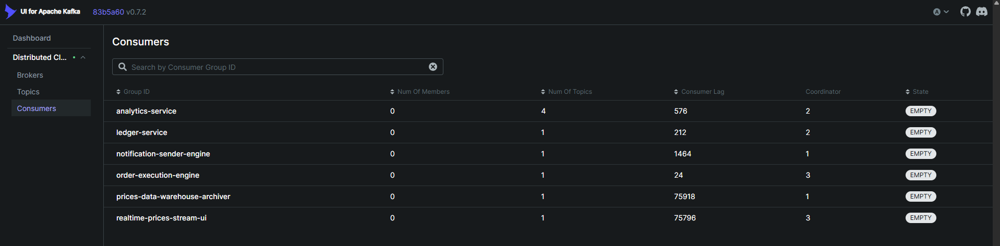 UI for Apache Kafka 83b5a60 v0.7.2 A
Dashboard
Distributed Cl...
Brokers
Topics
Consumers
Consumers
Search by Consumer Group ID
Group ID Num Of Members Num Of Topics Consumer Lag Coordinator State
analytics-service 0 4 576 2 EMPTY
ledger-service 0 1 212 2 EMPTY
notification-sender-engine 0 1 1464 1 EMPTY
order-execution-engine 0 1 24 3 EMPTY
prices-data-warehouse-archiver 0 1 75918 1 EMPTY
realtime-prices-stream-ui 0 1 75796 3 EMPTY